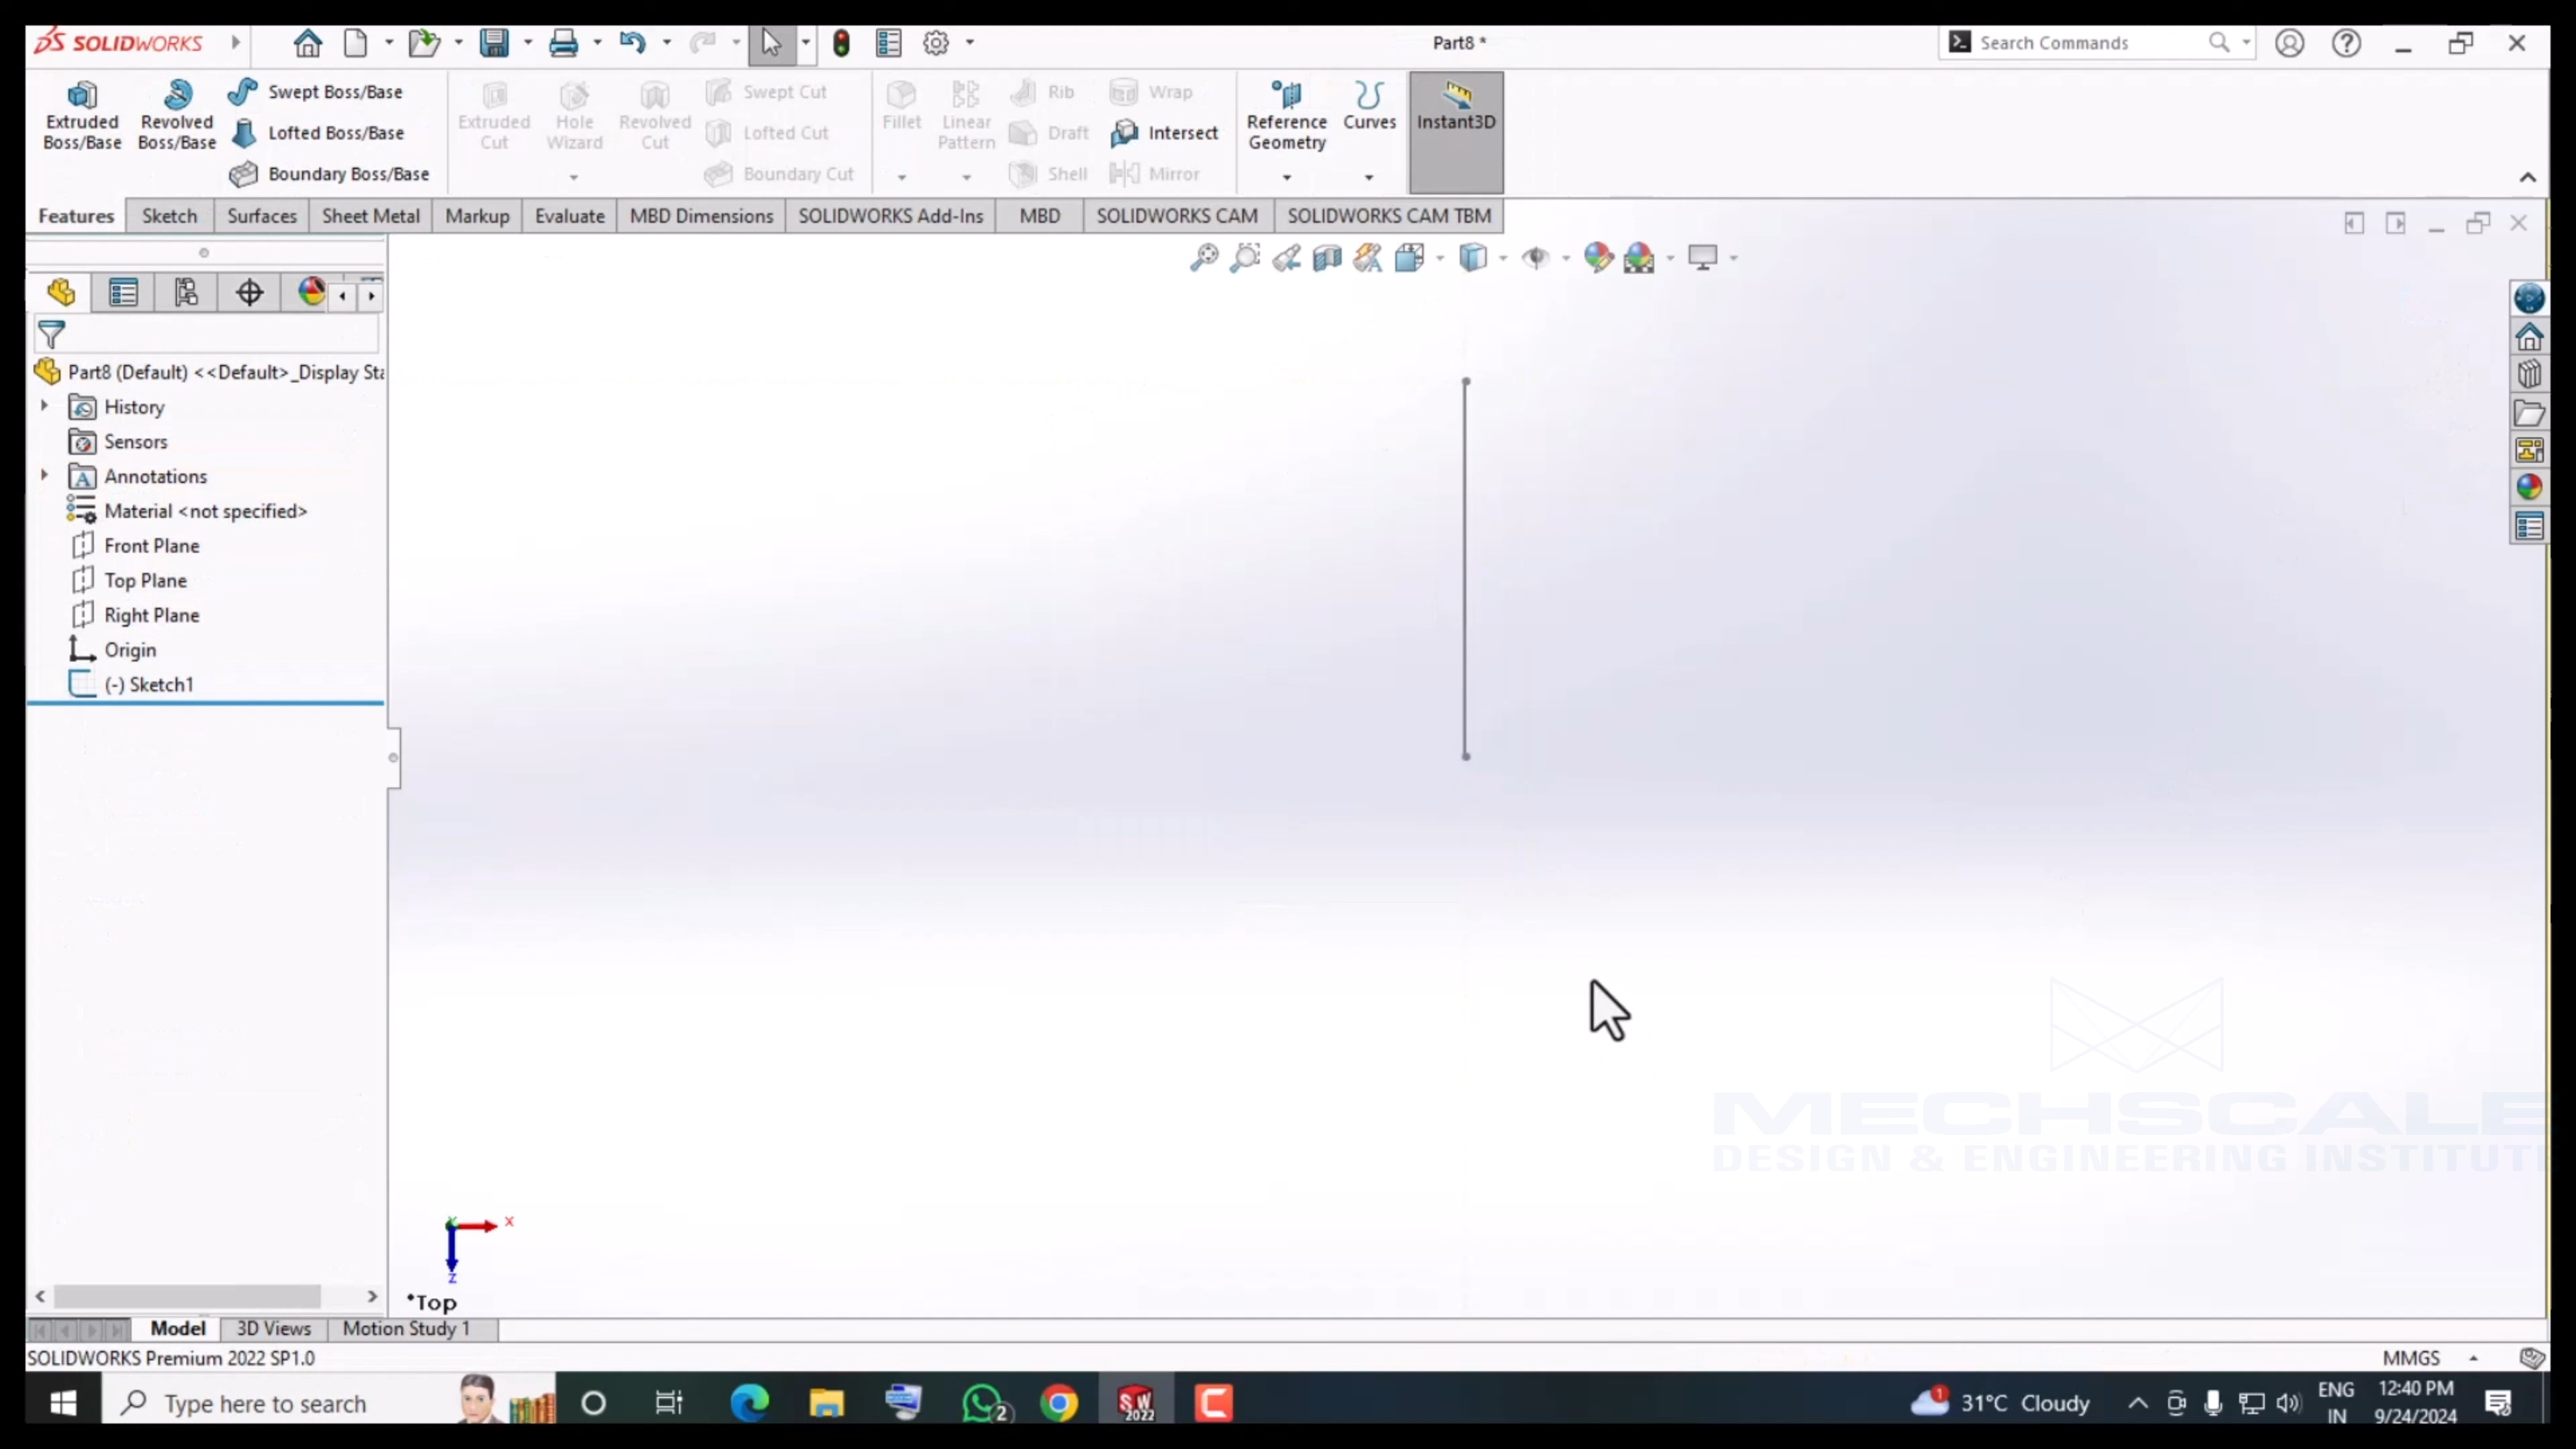 SOLIDWORKS
Part8 *
Search Commands
Extruded Boss/Base
Revolved Boss/Base
Swept Boss/Base
Lofted Boss/Base
Boundary Boss/Base
Extruded Cut
Hole Wizard
Revolved Cut
Swept Cut
Lofted Cut
Boundary Cut
Fillet
Linear Pattern
Rib
Draft
Shell
Wrap
Intersect
Mirror
Reference Geometry
Curves
Instant3D
Features
Sketch
Surfaces
Sheet Metal
Markup
Evaluate
MBD Dimensions
SOLIDWORKS Add-Ins
MBD
SOLIDWORKS CAM
SOLIDWORKS CAM TBM
Part8 (Default) <<Default>_Display Sta
History
Sensors
Annotations
Material <not specified>
Front Plane
Top Plane
Right Plane
Origin
(-) Sketch1
MECHSCALE
DESIGN & ENGINEERING INSTITUT
X
Z
*Top
Model
3D Views
Motion Study 1
SOLIDWORKS Premium 2022 SP1.0
MMGS
Type here to search
2
SW
2022
1
31°C Cloudy
ENG
IN
12:40 PM
9/24/2024